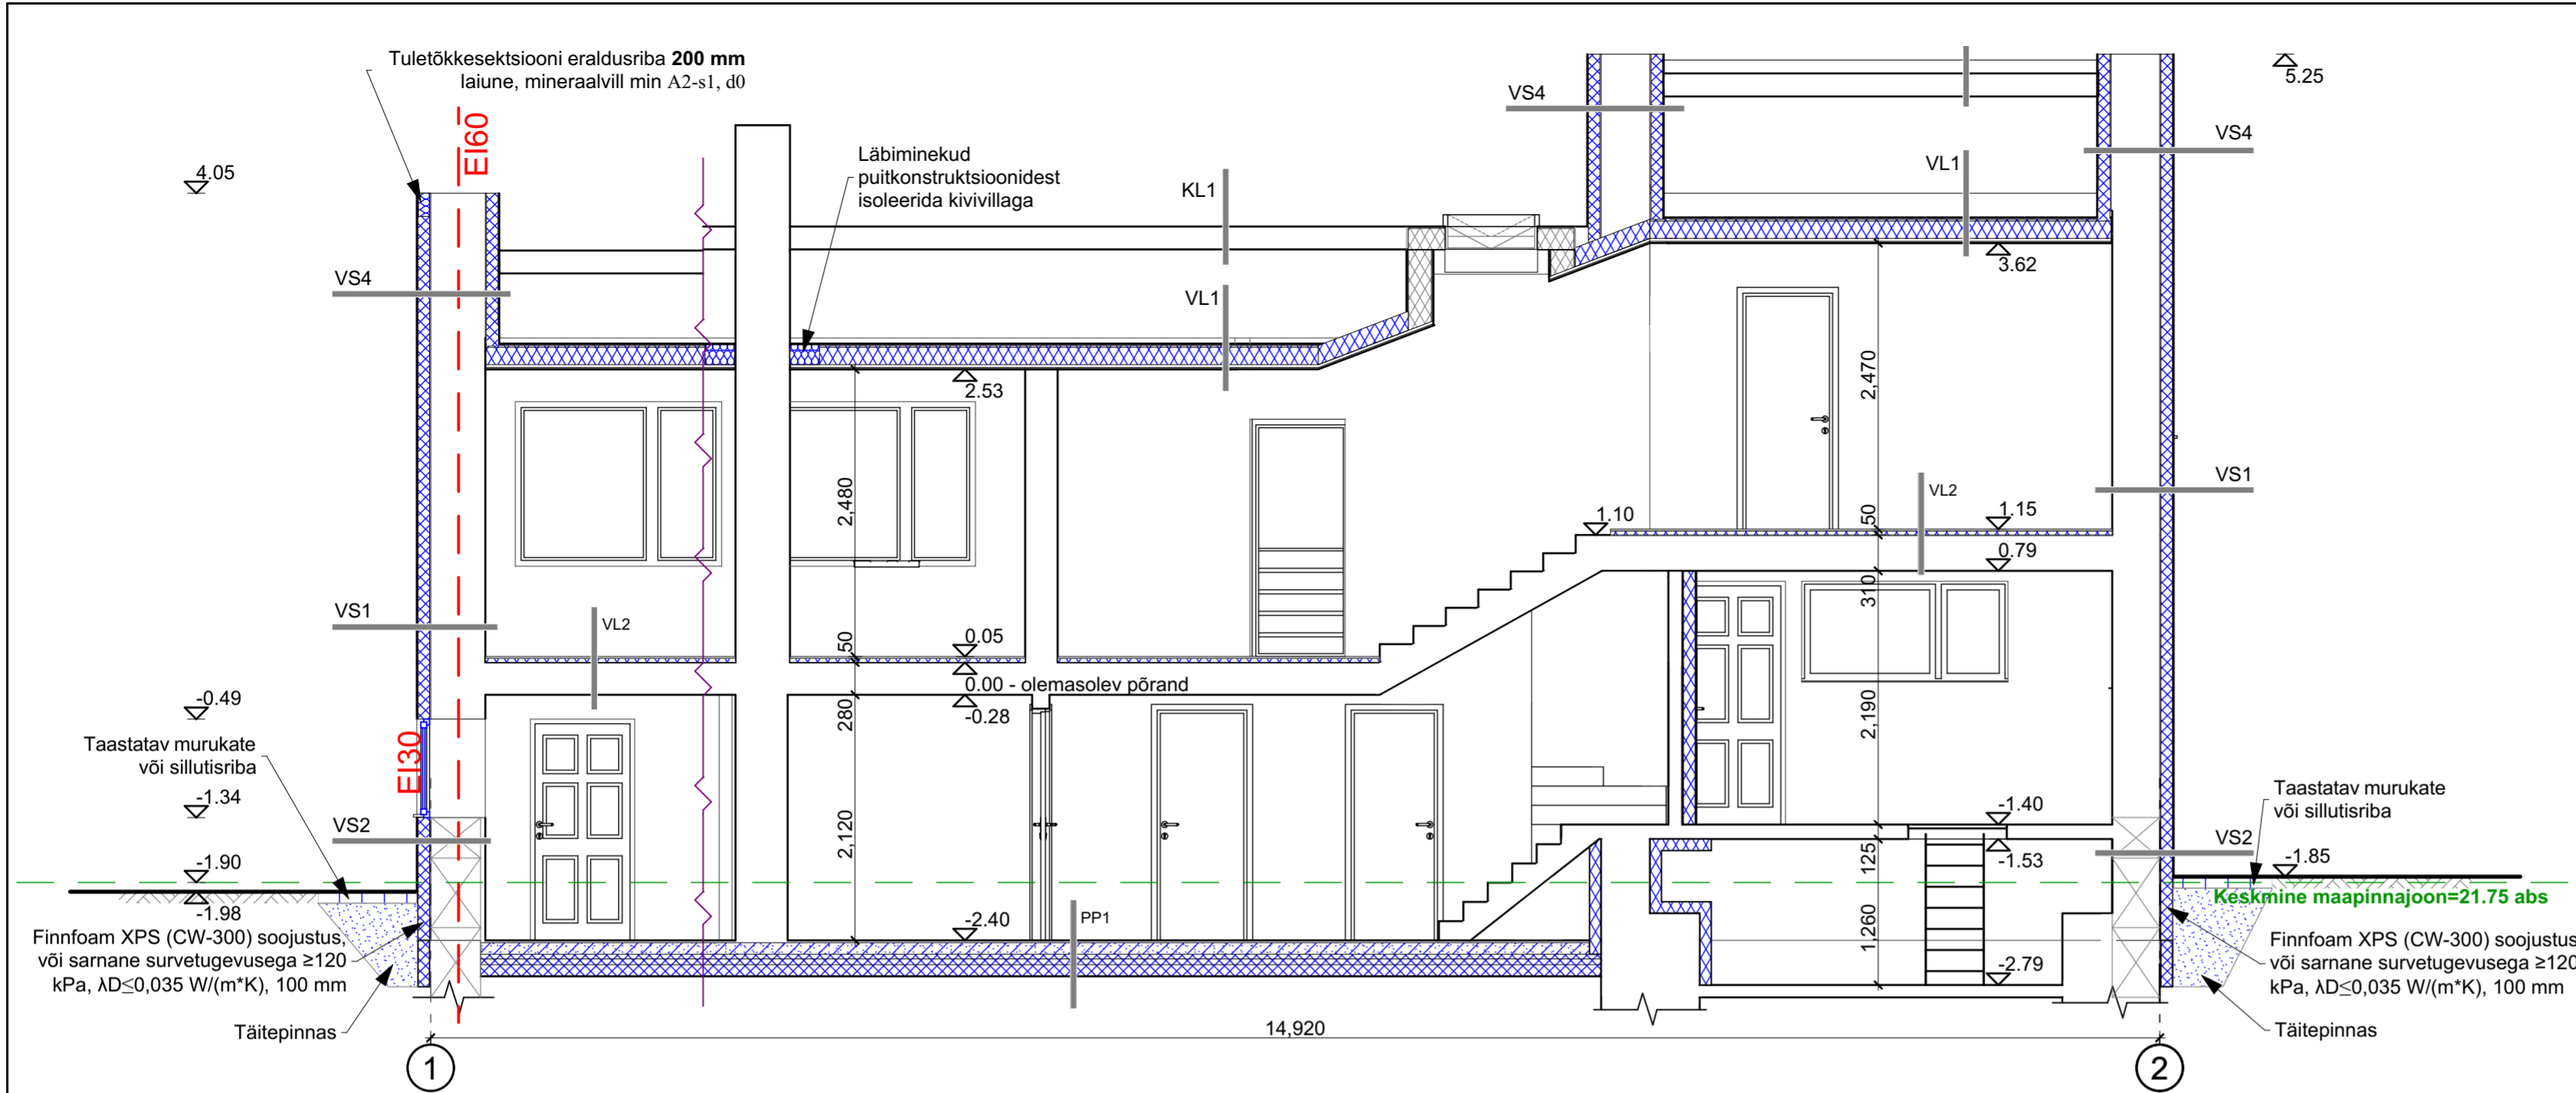 Tuletõkkesektsiooni eraldusriba 200 mm
laiune, mineraalvill min A2-s1, d0
EI60
4.05
Läbiminekud
puitkonstruktsioonidest
isoleerida kivivillaga
KL1
VS4
VL1
VS4
5.25
VS4
VL1
3.62
2.53
2,470
2,480
VS1
VL2
VS1
VL2
50
1.10
1.15
50
0.79
310
0.05
0.00 - olemasolev põrand
-0.28
280
-0.49
Taastatav murukate
või sillutisriba
EI30
-1.34
VS2
-1.90
-1.98
2,120
2,190
-1.40
-1.53
125
Taastatav murukate
või sillutisriba
VS2
-1.85
Keskmine maapinnajoon=21.75 abs
-2.40
PP1
1,260
-2.79
Finnfoam XPS (CW-300) soojustus,
või sarnane survetugevusega ≥120
kPa, λD≤0,035 W/(m*K), 100 mm
Täitepinnas
Finnfoam XPS (CW-300) soojustus
või sarnane survetugevusega ≥120
kPa, λD≤0,035 W/(m*K), 100 mm
Täitepinnas
14,920
1
2